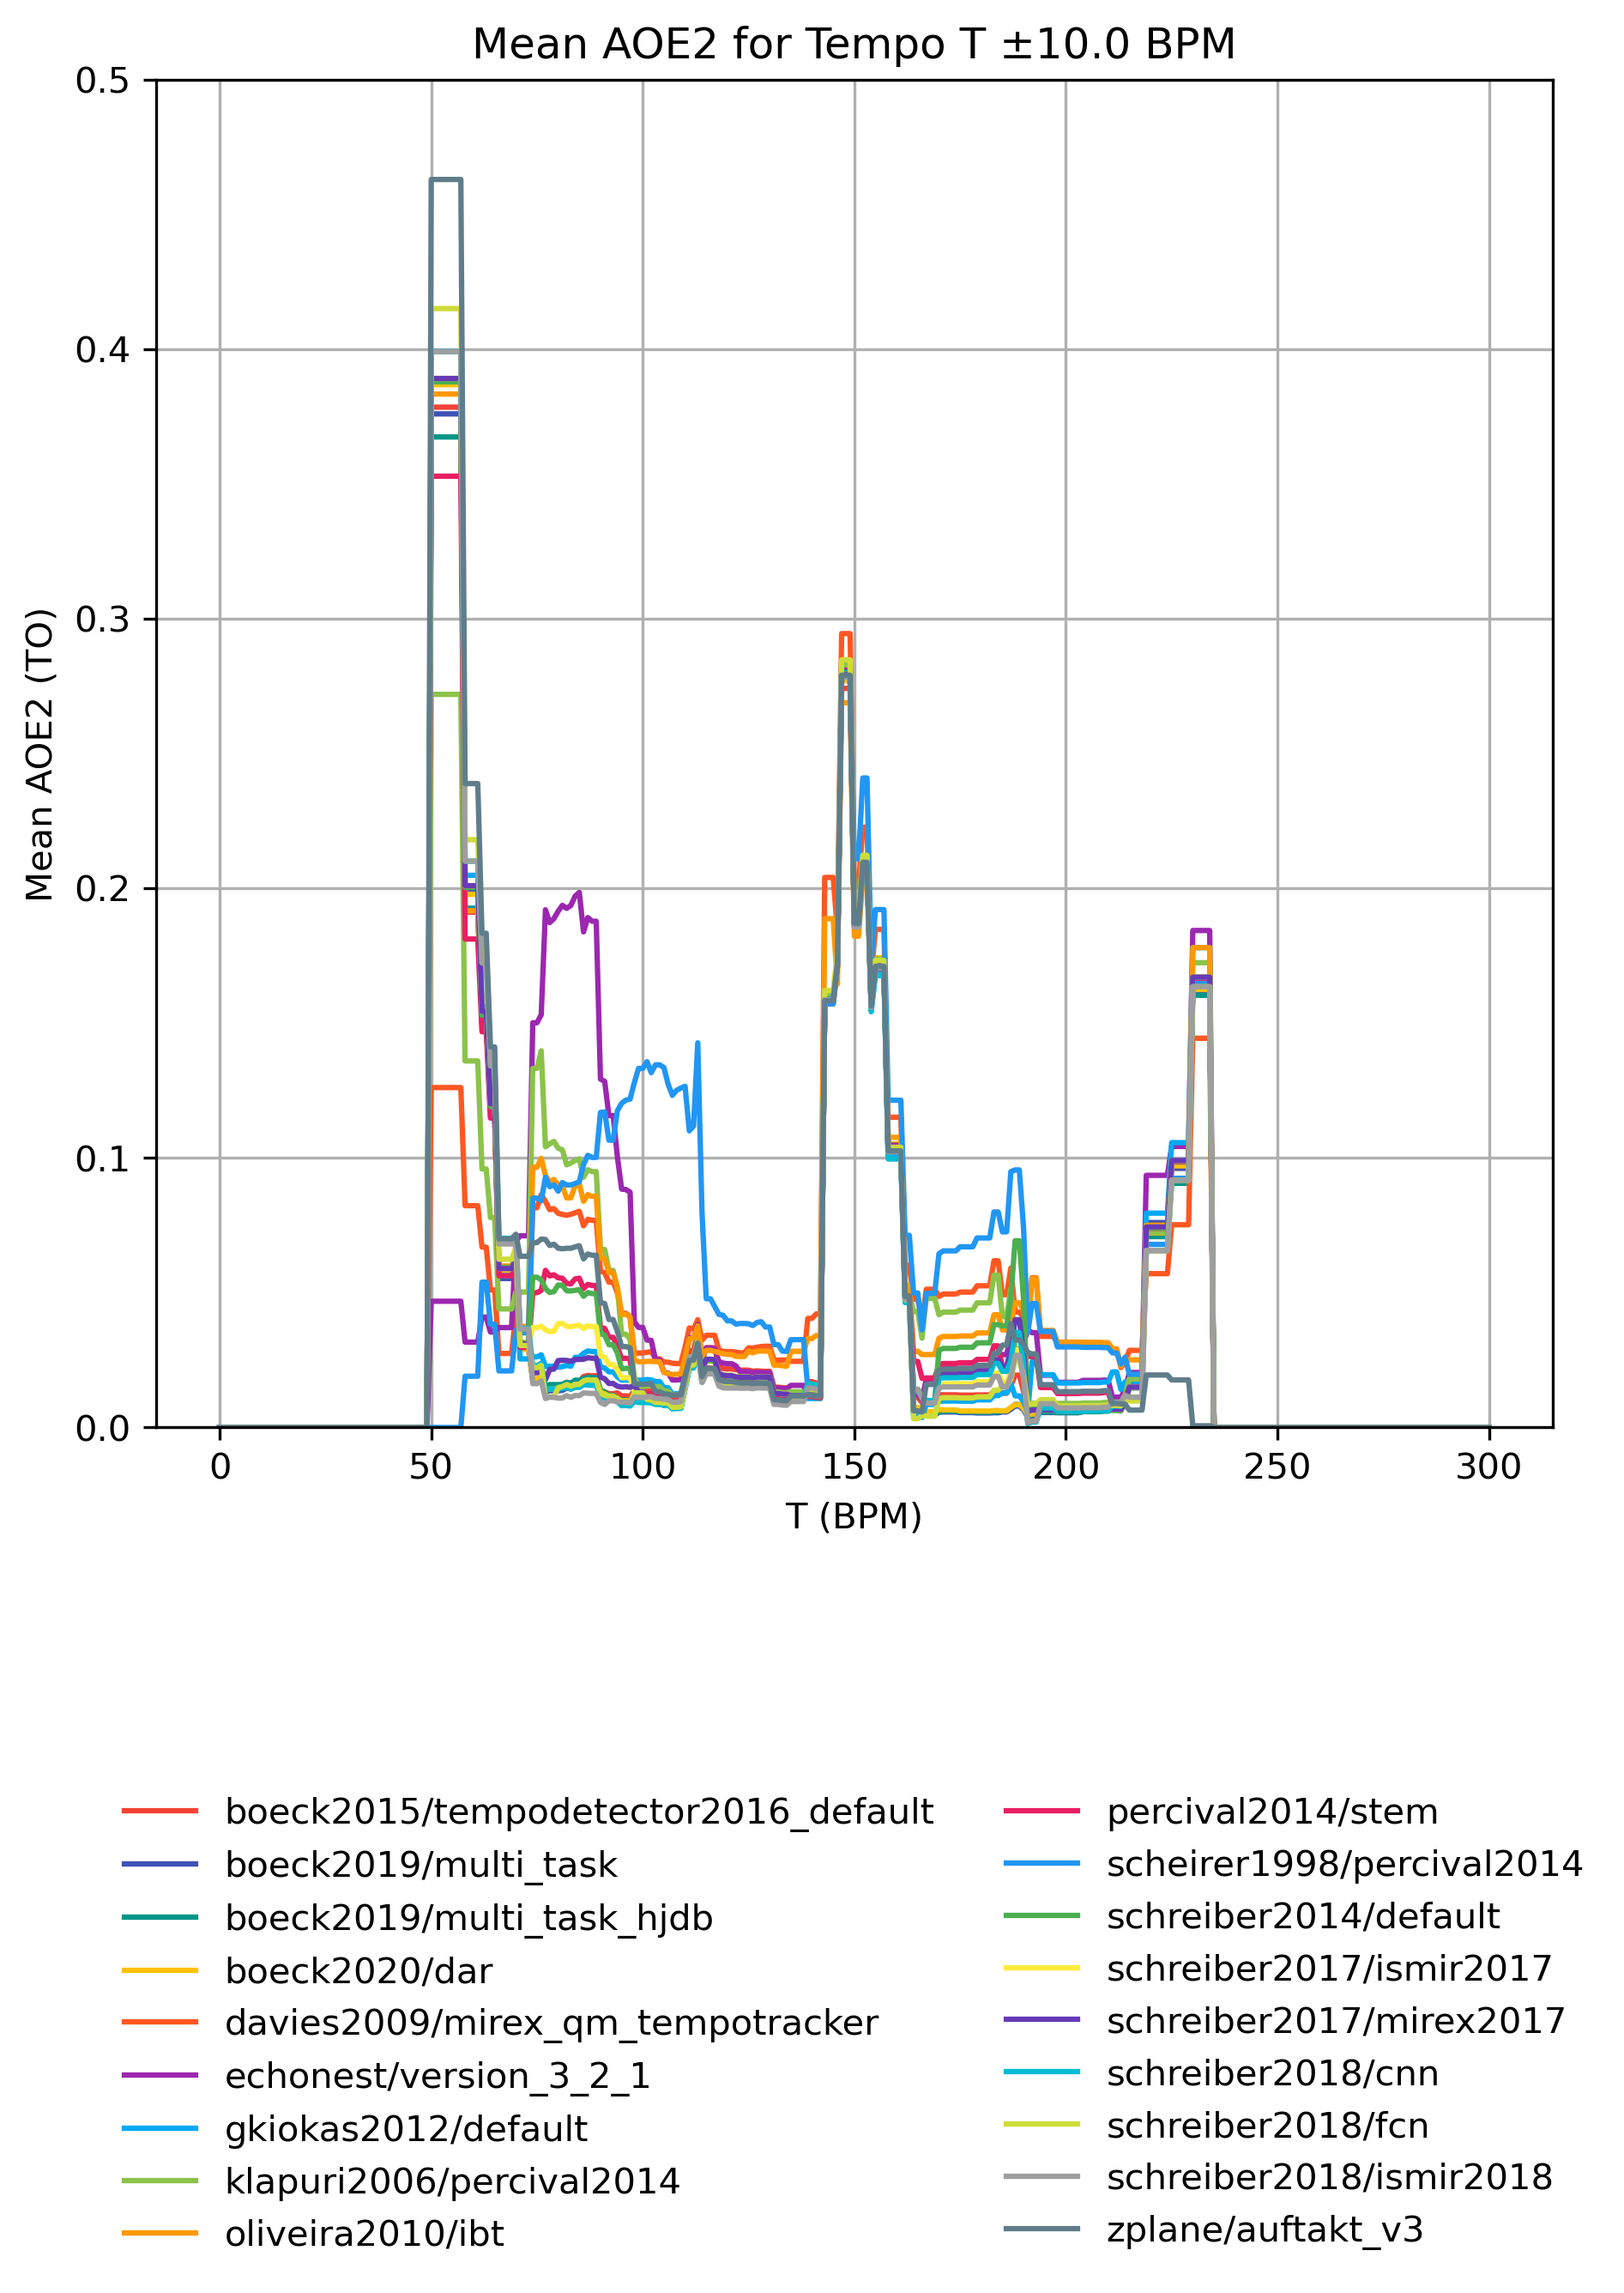 Mean AOE2 for Tempo T ±10.0 BPM
0.5
0.4
0.3
0.2
0.1
0.0
Mean AOE2 (TO)
0 50 100 150 200 250 300
T (BPM)
boeck2015/tempodetector2016_default
boeck2019/multi_task
boeck2019/multi_task_hjdb
boeck2020/dar
davies2009/mirex_qm_tempotracker
echonest/version_3_2_1
gkiokas2012/default
klapuri2006/percival2014
oliveira2010/ibt
percival2014/stem
scheirer1998/percival2014
schreiber2014/default
schreiber2017/ismir2017
schreiber2017/mirex2017
schreiber2018/cnn
schreiber2018/fcn
schreiber2018/ismir2018
zplane/auftakt_v3